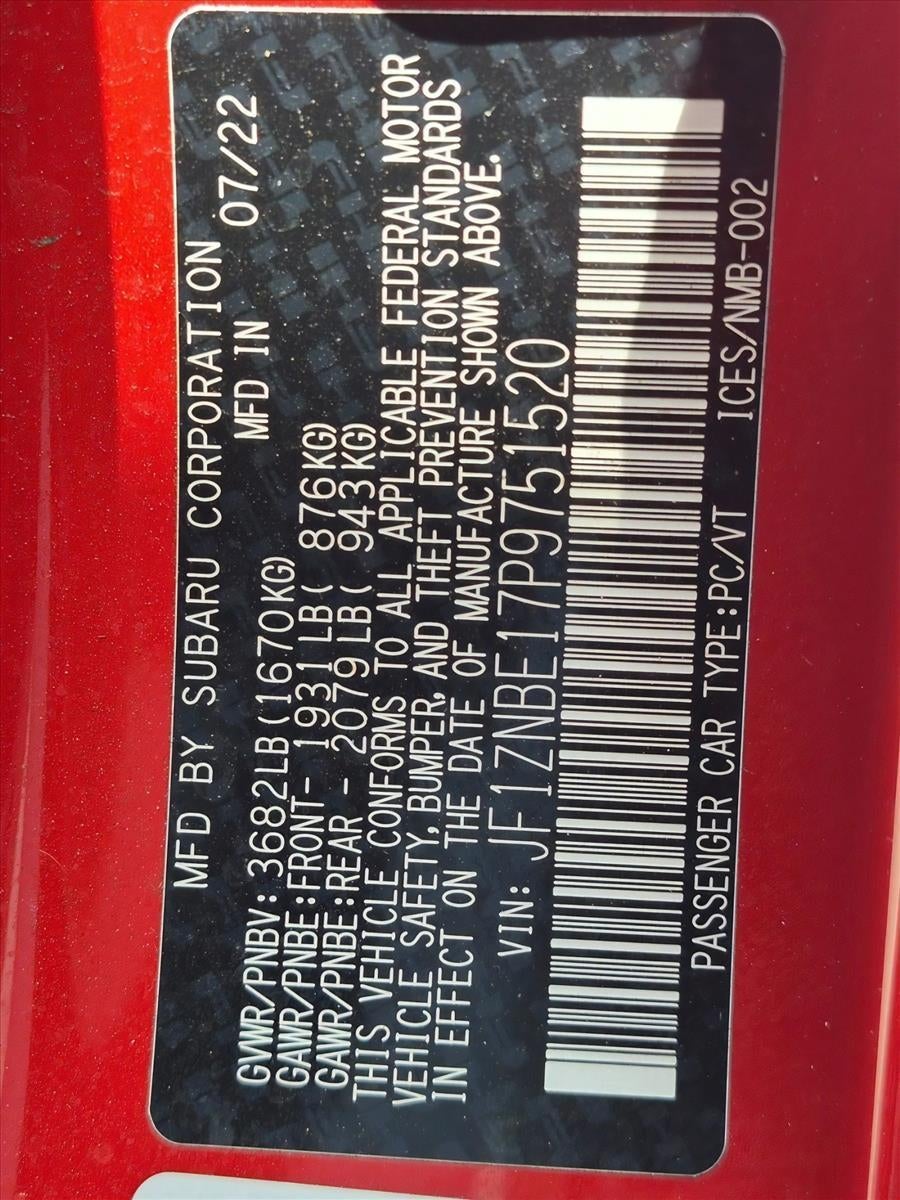 MFD BY SUBARU CORPORATION
MFD IN 07/22
GVWR/PNBV:3682LB(1670KG)
GAWR/PNBE:FRONT- 1931LB( 876KG)
GAWR/PNBE:REAR - 2079LB( 943KG)
THIS VEHICLE CONFORMS TO ALL APPLICABLE FEDERAL MOTOR
VEHICLE SAFETY,BUMPER,AND THEFT PREVENTION STANDARDS
IN EFFECT ON THE DATE OF MANUFACTURE SHOWN ABOVE.
VIN: JF1ZNBE17P9751520
PASSENGER CAR TYPE:PC/VT ICES/NMB-002